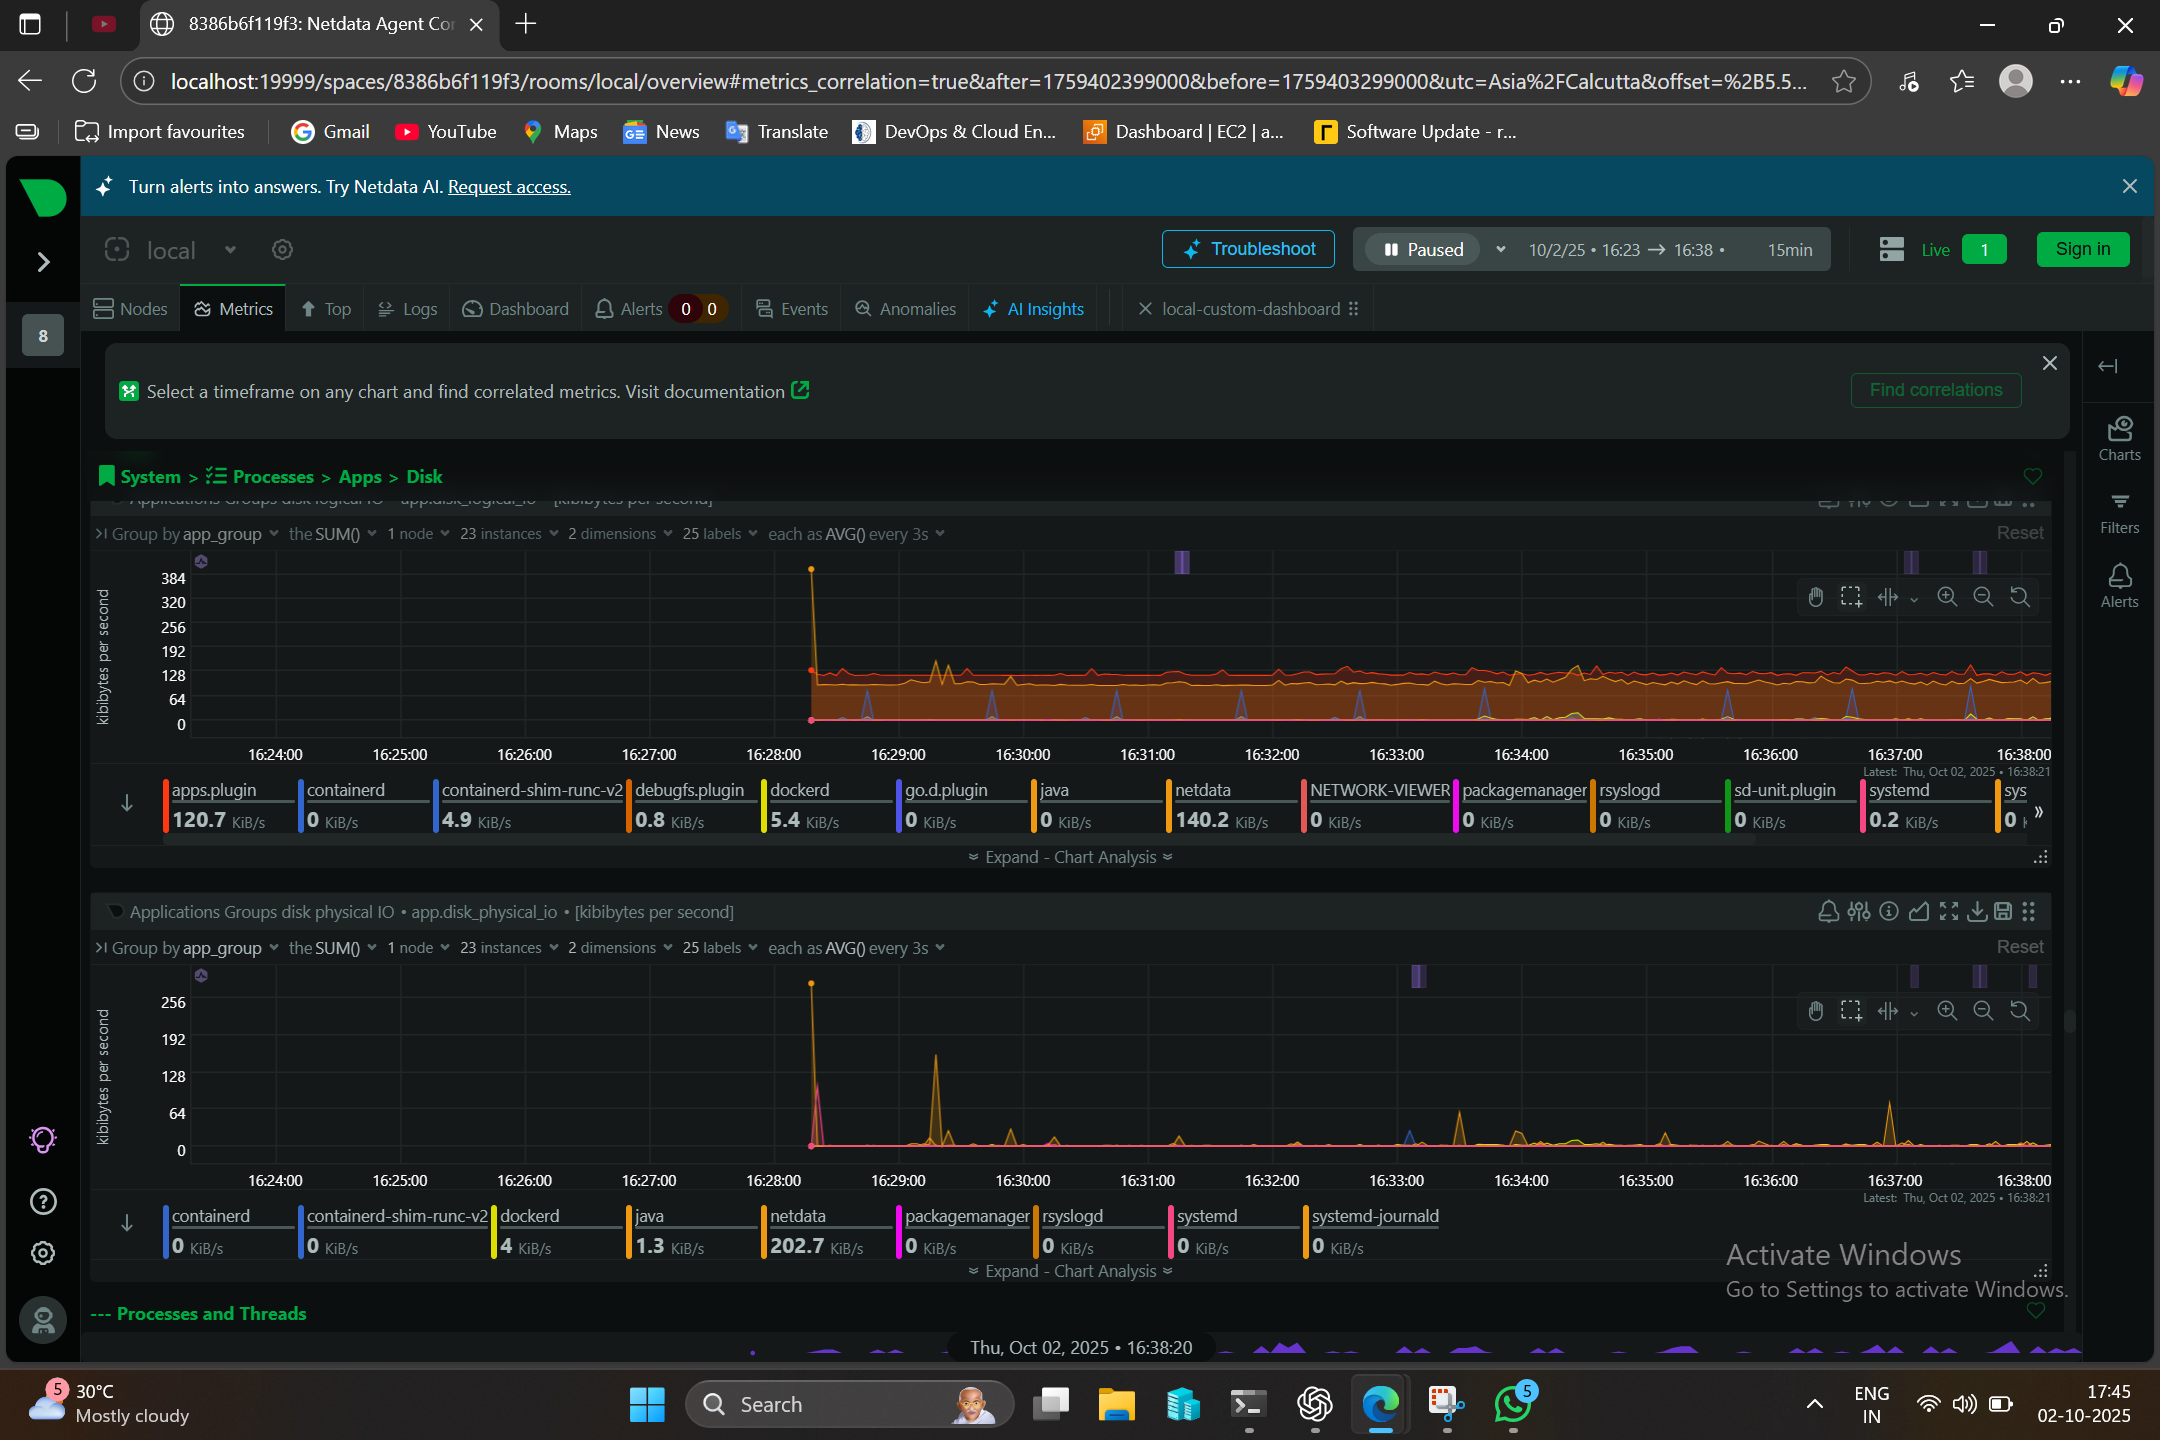 8386b6f119f3: Netdata Agent Co
localhost:19999/spaces/8386b6f119f3/rooms/local/overview#metrics_correlation=true&after=1759402399000&before=1759403299000&utc=Asia%2FCalcutta&offset=%2B5.5...
Import favourites Gmail YouTube Maps News Translate DevOps & Cloud En... Dashboard | EC2 | a... Software Update - r...
Turn alerts into answers. Try Netdata AI. Request access.
local Troubleshoot Paused 10/2/25 • 16:23 → 16:38 • 15min Live 1 Sign in
Nodes Metrics Top Logs Dashboard Alerts 0 0 Events Anomalies AI Insights local-custom-dashboard
8
Select a timeframe on any chart and find correlated metrics. Visit documentation Find correlations
Charts
Filters
Alerts
System > Processes > Apps > Disk
Applications Groups disk logical IO • app.disk_logical_io • [kibibytes per second]
Group by app_group the SUM() 1 node 23 instances 2 dimensions 25 labels each as AVG() every 3s Reset
kibibytes per second
384
320
256
192
128
64
0
16:24:00 16:25:00 16:26:00 16:27:00 16:28:00 16:29:00 16:30:00 16:31:00 16:32:00 16:33:00 16:34:00 16:35:00 16:36:00 16:37:00 16:38:00
Latest: Thu, Oct 02, 2025 • 16:38:21
apps.plugin containerd containerd-shim-runc-v2 debugfs.plugin dockerd go.d.plugin java netdata NETWORK-VIEWER packagemanager rsyslogd sd-unit.plugin systemd sys
120.7 KiB/s 0 KiB/s 4.9 KiB/s 0.8 KiB/s 5.4 KiB/s 0 KiB/s 0 KiB/s 140.2 KiB/s 0 KiB/s 0 KiB/s 0 KiB/s 0 KiB/s 0.2 KiB/s 0
Expand - Chart Analysis
Applications Groups disk physical IO • app.disk_physical_io • [kibibytes per second]
Group by app_group the SUM() 1 node 23 instances 2 dimensions 25 labels each as AVG() every 3s Reset
kibibytes per second
256
192
128
64
0
16:24:00 16:25:00 16:26:00 16:27:00 16:28:00 16:29:00 16:30:00 16:31:00 16:32:00 16:33:00 16:34:00 16:35:00 16:36:00 16:37:00 16:38:00
Latest: Thu, Oct 02, 2025 • 16:38:21
containerd containerd-shim-runc-v2 dockerd java netdata packagemanager rsyslogd systemd systemd-journald
0 KiB/s 0 KiB/s 4 KiB/s 1.3 KiB/s 202.7 KiB/s 0 KiB/s 0 KiB/s 0 KiB/s 0 KiB/s
Expand - Chart Analysis
Activate Windows
Go to Settings to activate Windows.
--- Processes and Threads
Thu, Oct 02, 2025 • 16:38:20
5 30°C
Mostly cloudy
Search
5
ENG
IN
17:45
02-10-2025